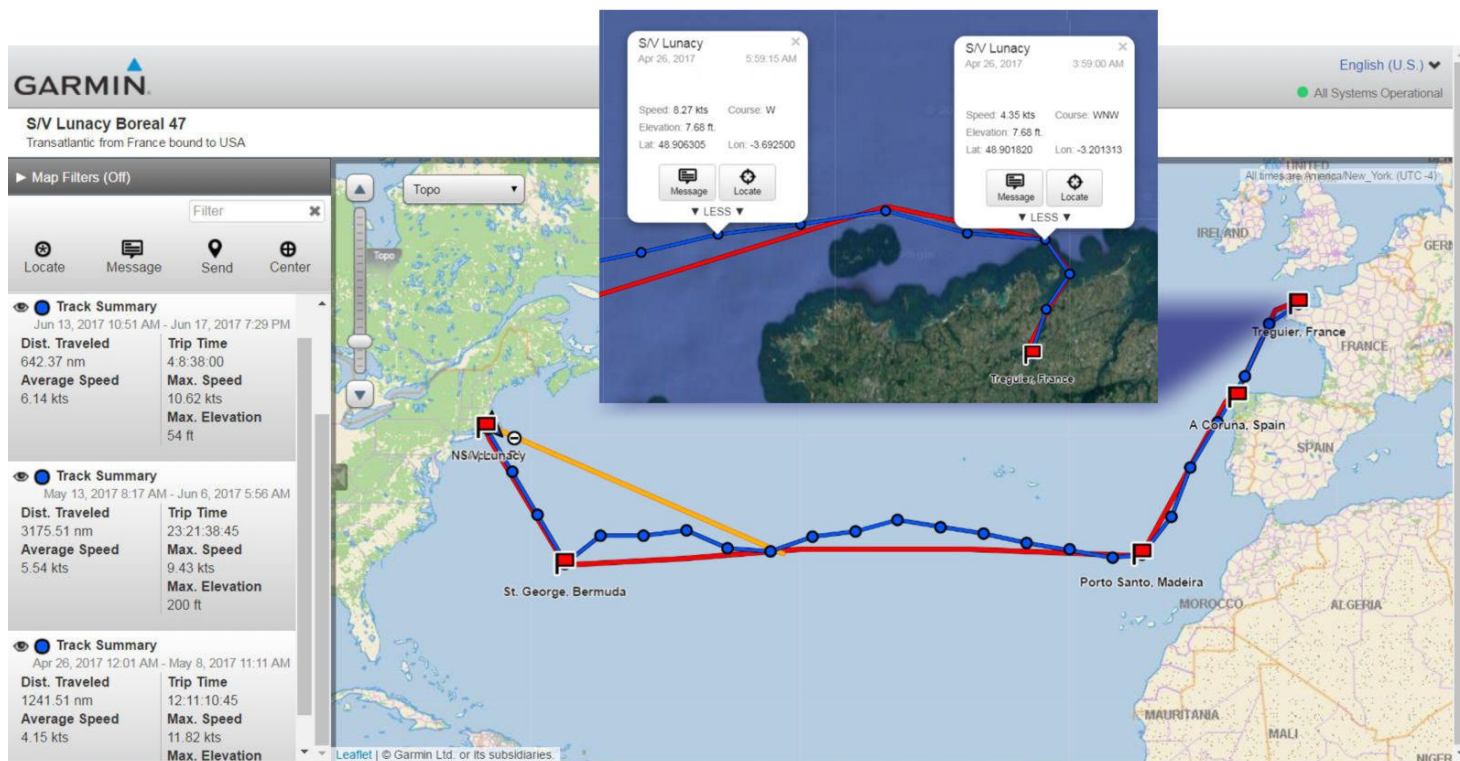 GARMIN
English (U.S.)
All Systems Operational
S/V Lunacy Boreal 47
Transatlantic from France bound to USA
Map Filters (Off)
Filter
Locate Message Send Center
Track Summary
Jun 13, 2017 10:51 AM - Jun 17, 2017 7:29 PM
Dist. Traveled Trip Time
642.37 nm 4:8:38:00
Average Speed Max. Speed
6.14 kts 10.62 kts
Max. Elevation
54 ft
Track Summary
May 13, 2017 8:17 AM - Jun 6, 2017 5:56 AM
Dist. Traveled Trip Time
3175.51 nm 23:21:38:45
Average Speed Max. Speed
5.54 kts 9.43 kts
Max. Elevation
200 ft
Track Summary
Apr 26, 2017 12:01 AM - May 8, 2017 11:11 AM
Dist. Traveled Trip Time
1241.51 nm 12:11:10:45
Average Speed Max. Speed
4.15 kts 11.82 kts
Max. Elevation
Topo
Topo
S/V Lunacy
Apr 26, 2017 5:59:15 AM
Speed: 8.27 kts Course: W
Elevation: 7.68 ft.
Lat: 48.906305 Lon: -3.692500
Message Locate
▼ LESS ▼
S/V Lunacy
Apr 26, 2017 3:59:00 AM
Speed: 4.35 kts Course: WNW
Elevation: 7.68 ft.
Lat: 48.901820 Lon: -3.201313
Message Locate
▼ LESS ▼
Treguier, France
UNITED
All times are America/New_York. (UTC -4)
IRELAND
GERM
Treguier, France
FRANCE
A Coruna, Spain
SPAIN
S/V Lunacy
St. George, Bermuda
Porto Santo, Madeira
MOROCCO
ALGERIA
MAURITANIA
MALI
NIGER
Leaflet | © Garmin Ltd. or its subsidiaries.